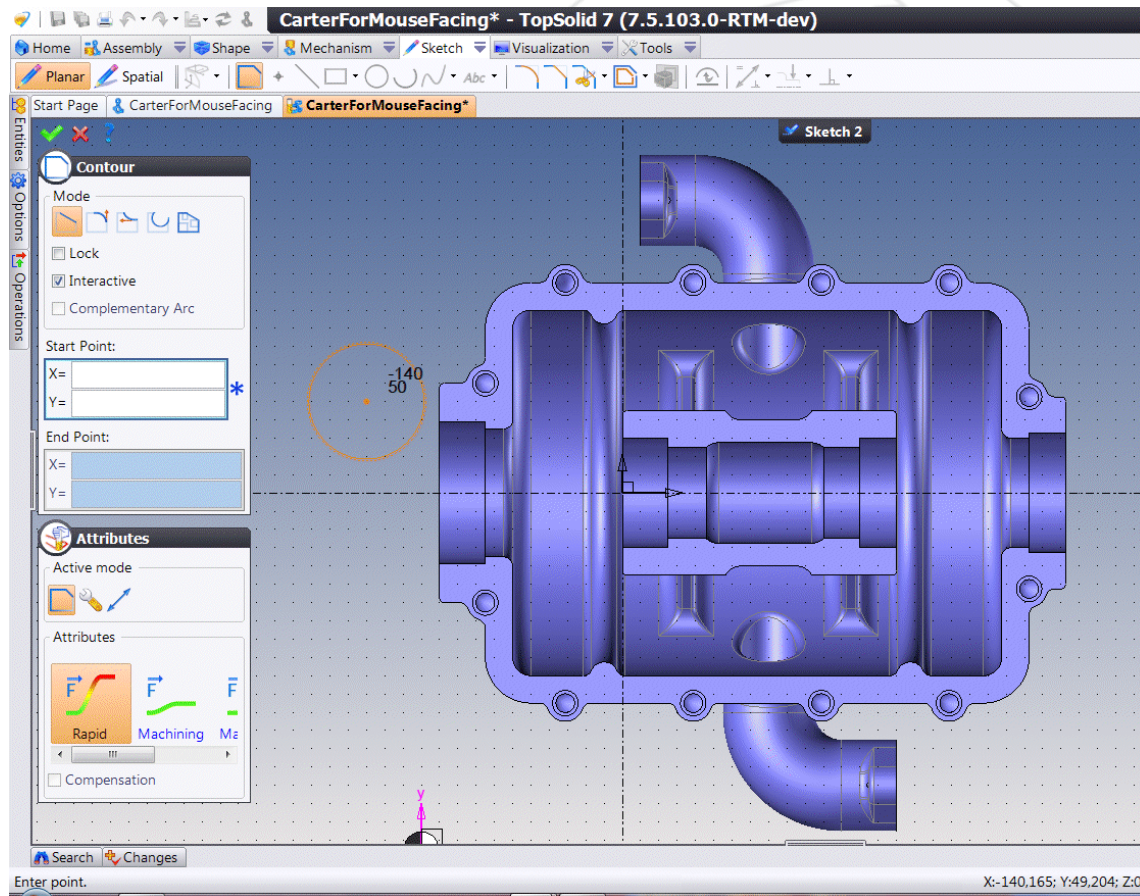 CarterForMouseFacing* - TopSolid 7 (7.5.103.0-RTM-dev)
Home Assembly Shape Mechanism Sketch Visualization Tools
Planar Spatial Abc
Start Page CarterForMouseFacing CarterForMouseFacing*
Entities
Options
Operations
Sketch 2
Contour
Mode
Lock
Interactive
Complementary Arc
Start Point:
X=
Y=
End Point:
X=
Y=
-140
50
Attributes
Active mode
Attributes
F F F
Rapid Machining Ma
Compensation
y
Search Changes
Enter point.
X:-140,165; Y:49,204; Z:0